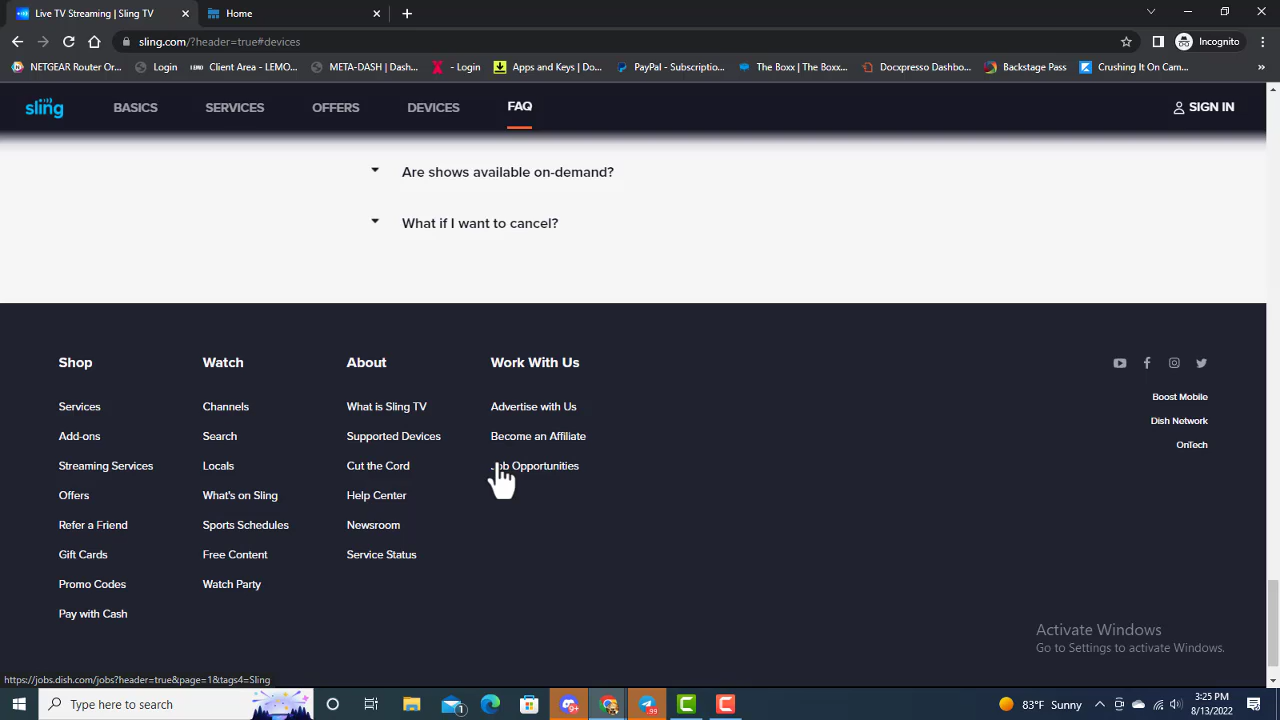 Live TV Streaming | Sling TV
Home
sling.com/?header=true#devices
Incognito
NETGEAR Router...
Login
Client Area - LEMO...
META-DASH | Dash...
- Login
Apps and Keys | Do...
PayPal - Subscriptio...
The Boxx | The Boxx...
Docxpresso Dashbo...
Backstage Pass
Crushing It On Cam...
»
sling
BASICS
SERVICES
OFFERS
DEVICES
FAQ
SIGN IN
Are shows available on-demand?
What if I want to cancel?
Shop
Services
Add-ons
Streaming Services
Offers
Refer a Friend
Gift Cards
Promo Codes
Pay with Cash
Watch
Channels
Search
Locals
What's on Sling
Sports Schedules
Free Content
Watch Party
About
What is Sling TV
Supported Devices
Cut the Cord
Help Center
Newsroom
Service Status
Work With Us
Advertise with Us
Become an Affiliate
Job Opportunities
Boost Mobile
Dish Network
OnTech
Activate Windows
Go to Settings to activate Windows.
https://jobs.dish.com/jobs?header=true&page=1&tags4=Sling
Type here to search
83°F Sunny
3:25 PM
8/13/2022